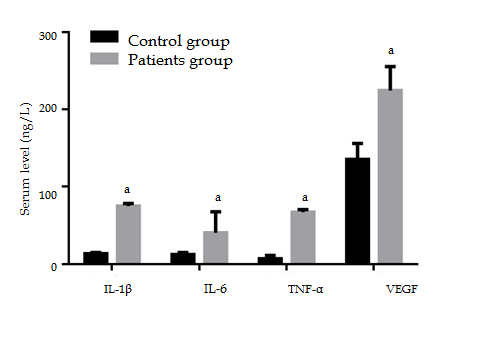 300
Control group
Patients group
a
200
Serum level (ng/L)
100
a
a
a
0
IL-1β
IL-6
TNF-α
VEGF